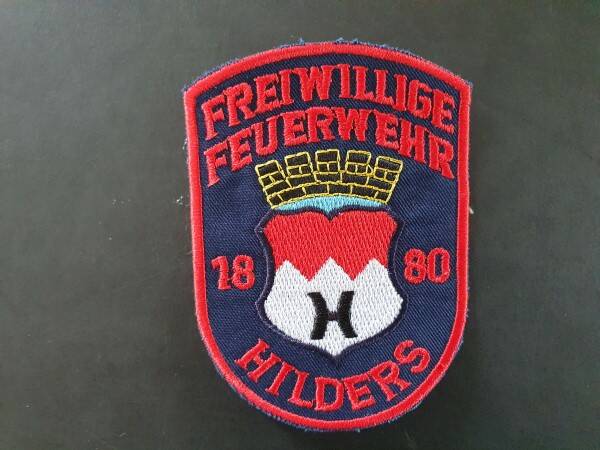 FREIWILLIGE
FEUERWEHR
18 80
H
HILDERS